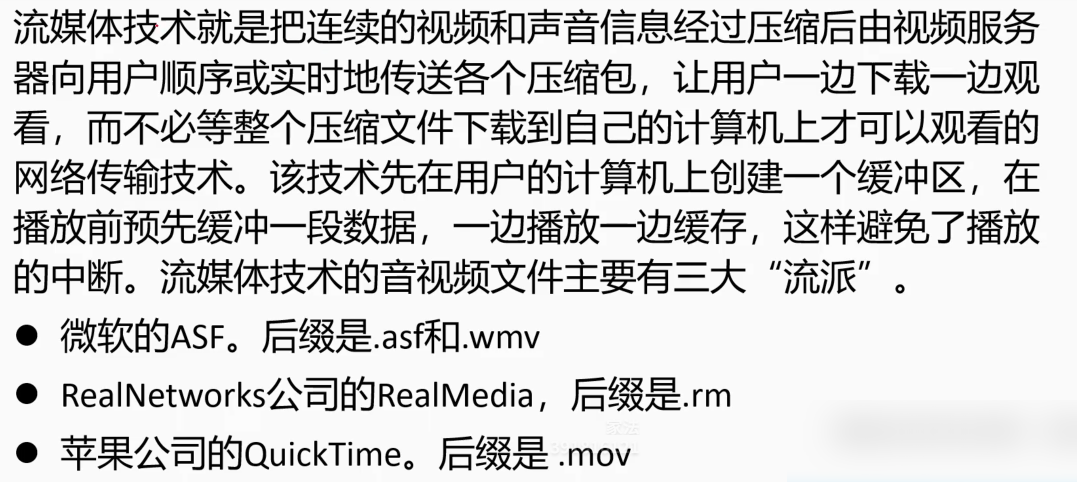 流媒体技术就是把连续的视频和声音信息经过压缩后由视频服务
器向用户顺序或实时地传送各个压缩包，让用户一边下载一边观
看，而不必等整个压缩文件下载到自己的计算机上才可以观看的
网络传输技术。该技术先在用户的计算机上创建一个缓冲区，在
播放前预先缓冲一段数据，一边播放一边缓存，这样避免了播放
的中断。流媒体技术的音视频文件主要有三大“流派”。
● 微软的ASF。后缀是.asf和.wmv
● RealNetworks公司的RealMedia，后缀是.rm
● 苹果公司的QuickTime。后缀是 .mov